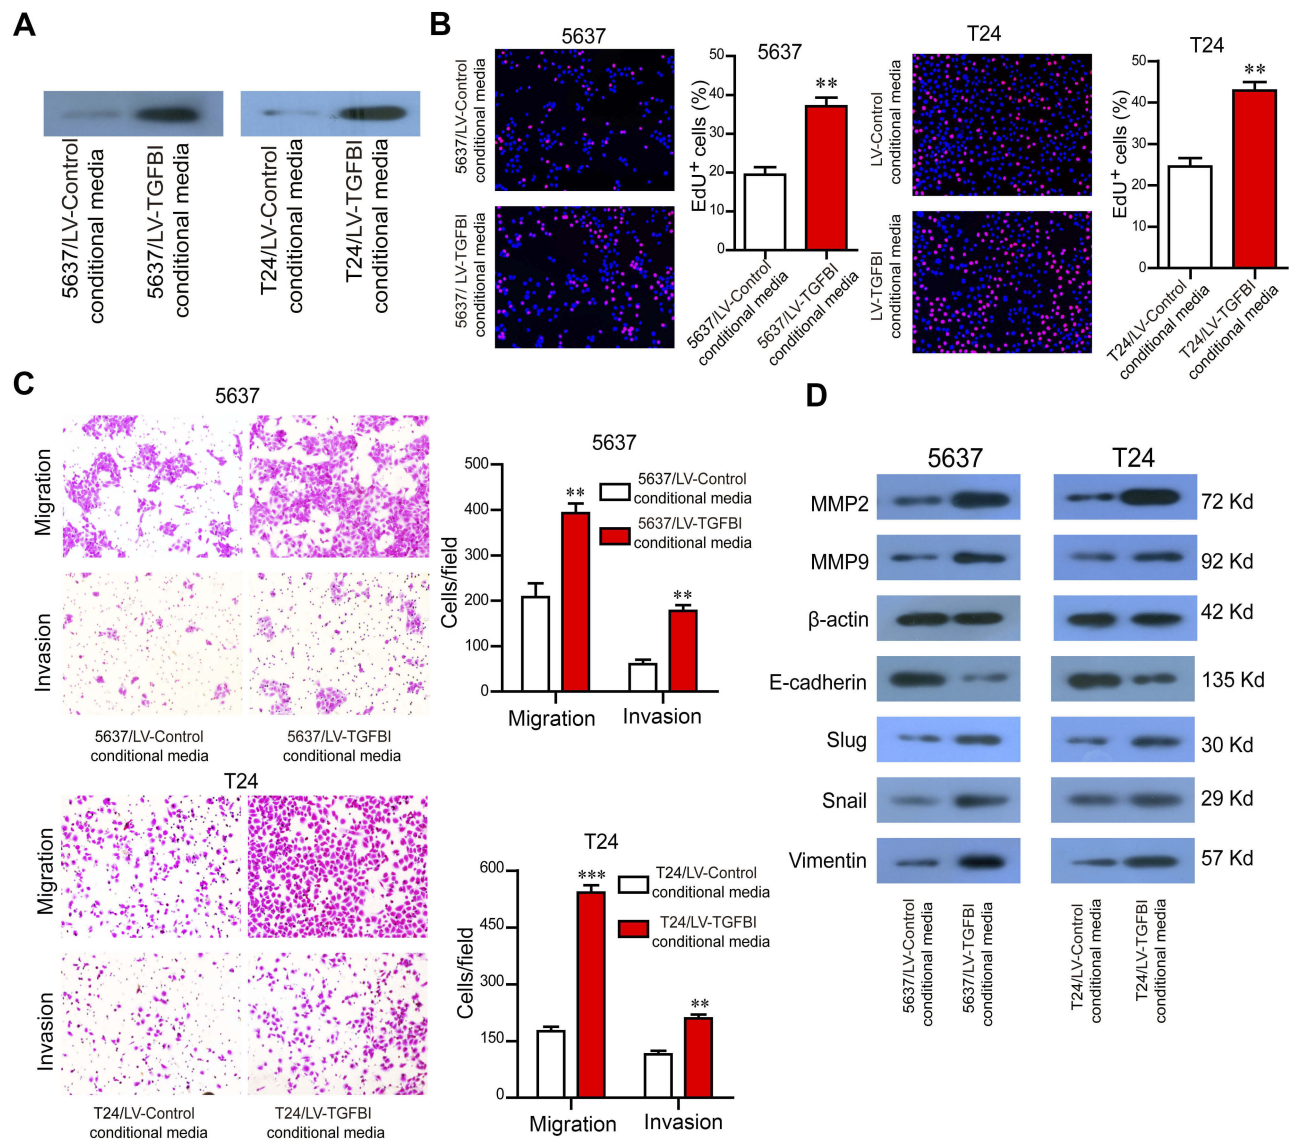 A
5637/LV-Control
conditional media
5637/LV-TGFBI
conditional media
T24/LV-Control
conditional media
T24/LV-TGFBI
conditional media
B
5637
5637/LV-Control
conditional media
5637/ LV-TGFBI
conditional media
5637
EdU+ cells (%)
50
40
30
20
10
0
**
5637/LV-Control
conditional media
5637/LV-TGFBI
conditional media
T24
LV-Control
conditional media
LV-TGFBI
conditional media
T24
EdU+ cells (%)
50
40
30
20
10
0
**
T24/LV-Control
conditional media
T24/LV-TGFBI
conditional media
C
5637
Migration
Invasion
5637/LV-Control
conditional media
5637/LV-TGFBI
conditional media
5637
Cells/field
500
400
300
200
100
0
**
**
Migration
Invasion
5637/LV-Control
conditional media
5637/LV-TGFBI
conditional media
T24
Migration
Invasion
T24/LV-Control
conditional media
T24/LV-TGFBI
conditional media
T24
Cells/field
600
450
300
150
0
***
**
Migration
Invasion
T24/LV-Control
conditional media
T24/LV-TGFBI
conditional media
D
5637
T24
MMP2
72 Kd
MMP9
92 Kd
β-actin
42 Kd
E-cadherin
135 Kd
Slug
30 Kd
Snail
29 Kd
Vimentin
57 Kd
5637/LV-Control
conditional media
5637/LV-TGFBI
conditional media
T24/LV-Control
conditional media
T24/LV-TGFBI
conditional media